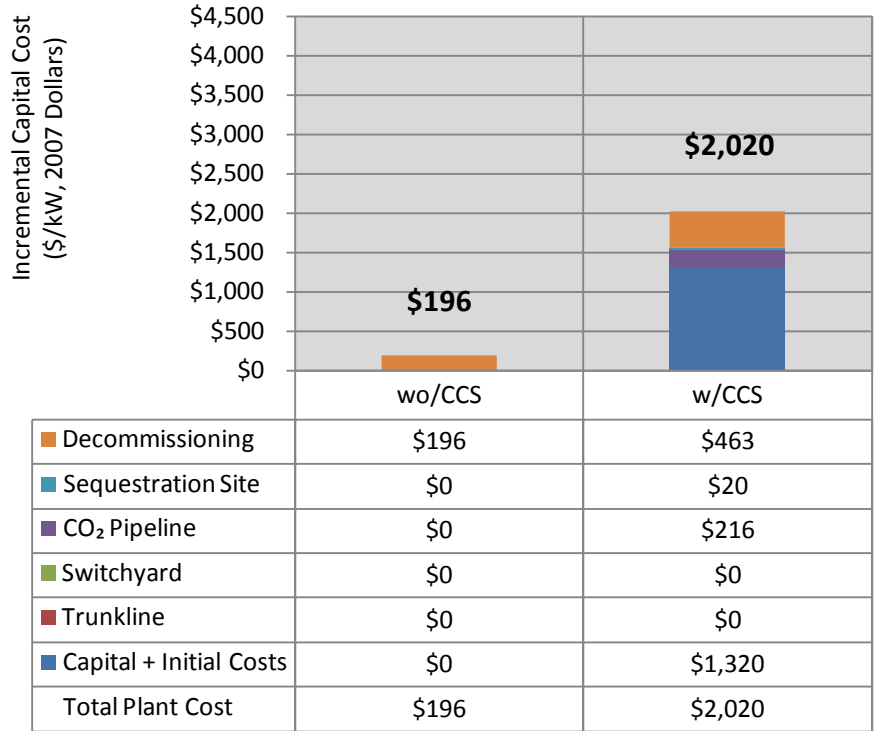 Incremental Capital Cost
($/kW, 2007 Dollars)
$4,500
$4,000
$3,500
$3,000
$2,500
$2,000
$1,500
$1,000
$500
$0
$196
$2,020
wo/CCS w/CCS
Decommissioning $196 $463
Sequestration Site $0 $20
CO₂ Pipeline $0 $216
Switchyard $0 $0
Trunkline $0 $0
Capital + Initial Costs $0 $1,320
Total Plant Cost $196 $2,020